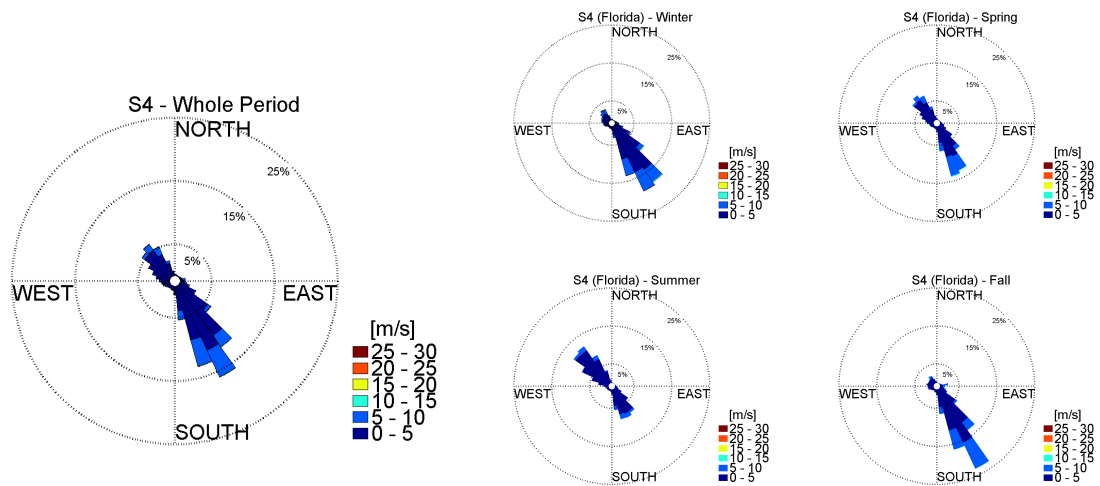 S4 - Whole Period
NORTH
25%
15%
5%
WEST
EAST
SOUTH
[m/s]
25 - 30
20 - 25
15 - 20
10 - 15
5 - 10
0 - 5
S4 (Florida) - Winter
NORTH
25%
15%
5%
WEST
EAST
SOUTH
[m/s]
25 - 30
20 - 25
15 - 20
10 - 15
5 - 10
0 - 5
S4 (Florida) - Spring
NORTH
25%
15%
5%
WEST
EAST
SOUTH
[m/s]
25 - 30
20 - 25
15 - 20
10 - 15
5 - 10
0 - 5
S4 (Florida) - Summer
NORTH
25%
15%
5%
WEST
EAST
SOUTH
[m/s]
25 - 30
20 - 25
15 - 20
10 - 15
5 - 10
0 - 5
S4 (Florida) - Fall
NORTH
25%
15%
5%
WEST
EAST
SOUTH
[m/s]
25 - 30
20 - 25
15 - 20
10 - 15
5 - 10
0 - 5